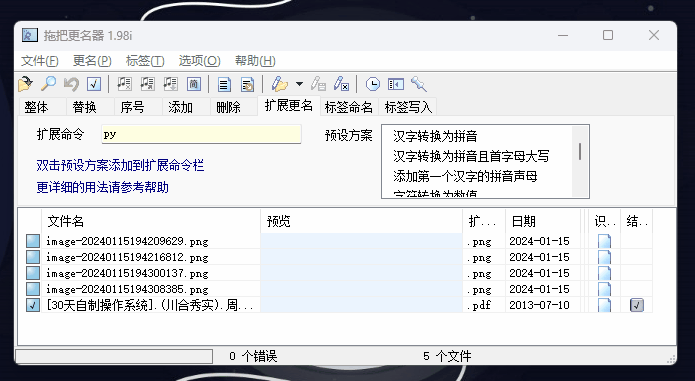 拖把更名器 1.98i
文件(F) 更名(P) 标签(T) 选项(O) 帮助(H)
简
整体 替换 序号 添加 删除 扩展更名 标签命名 标签写入
扩展命令 py 预设方案 汉字转换为拼音
汉字转换为拼音且首字母大写
双击预设方案添加到扩展命令栏 添加第一个汉字的拼音声母
更详细的用法请参考帮助 字符转换为数值
文件名 预览 扩... 日期 识.. 结..
image-20240115194209629.png .png 2024-01-15
image-20240115194216812.png .png 2024-01-15
image-20240115194300137.png .png 2024-01-15
image-20240115194308385.png .png 2024-01-15
[30天自制操作系统].(川合秀实).周... .pdf 2013-07-10
0 个错误 5 个文件